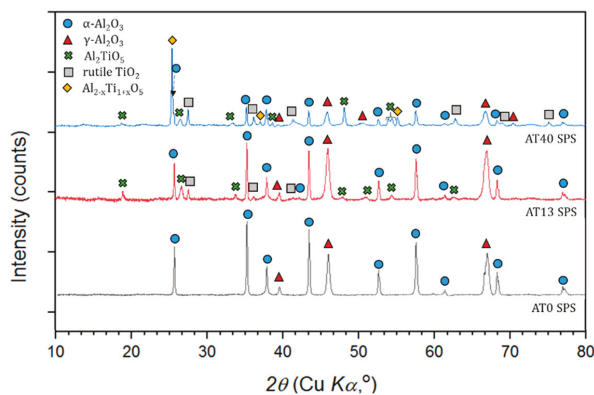 α-Al₂O₃
γ-Al₂O₃
Al₂TiO₅
rutile TiO₂
Al₂₋ₓTi₁₊ₓO₅
AT40 SPS
AT13 SPS
AT0 SPS
Intensity (counts)
10 20 30 40 50 60 70 80
2θ (Cu Kα,°)